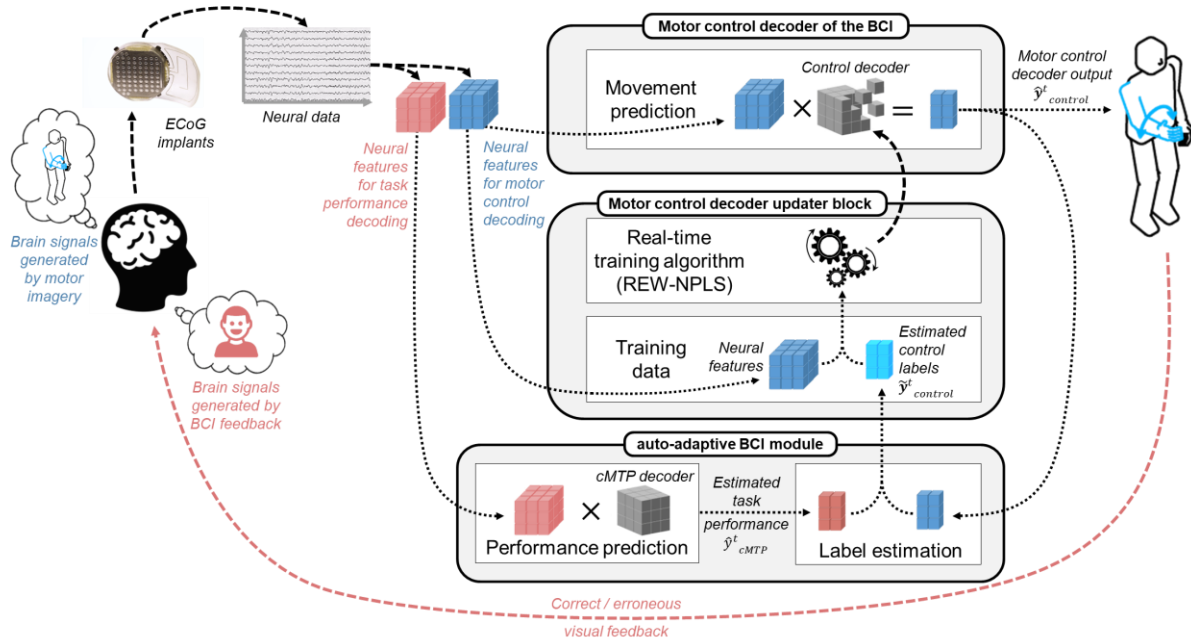 Motor control decoder of the BCI
Movement
prediction
Control decoder
×
=
Motor control
decoder output
ŷᵗcontrol
ECoG
implants
Neural data
Neural
features
for task
performance
decoding
Neural
features
for motor
control
decoding
Brain signals
generated
by motor
imagery
Brain signals
generated by
BCI feedback
Motor control decoder updater block
Real-time
training algorithm
(REW-NPLS)
Training
data
Neural
features
Estimated
control
labels
ỹᵗcontrol
auto-adaptive BCI module
cMTP decoder
×
Performance prediction
Estimated
task
performance
ŷᵗcMTP
Label estimation
Correct / erroneous
visual feedback